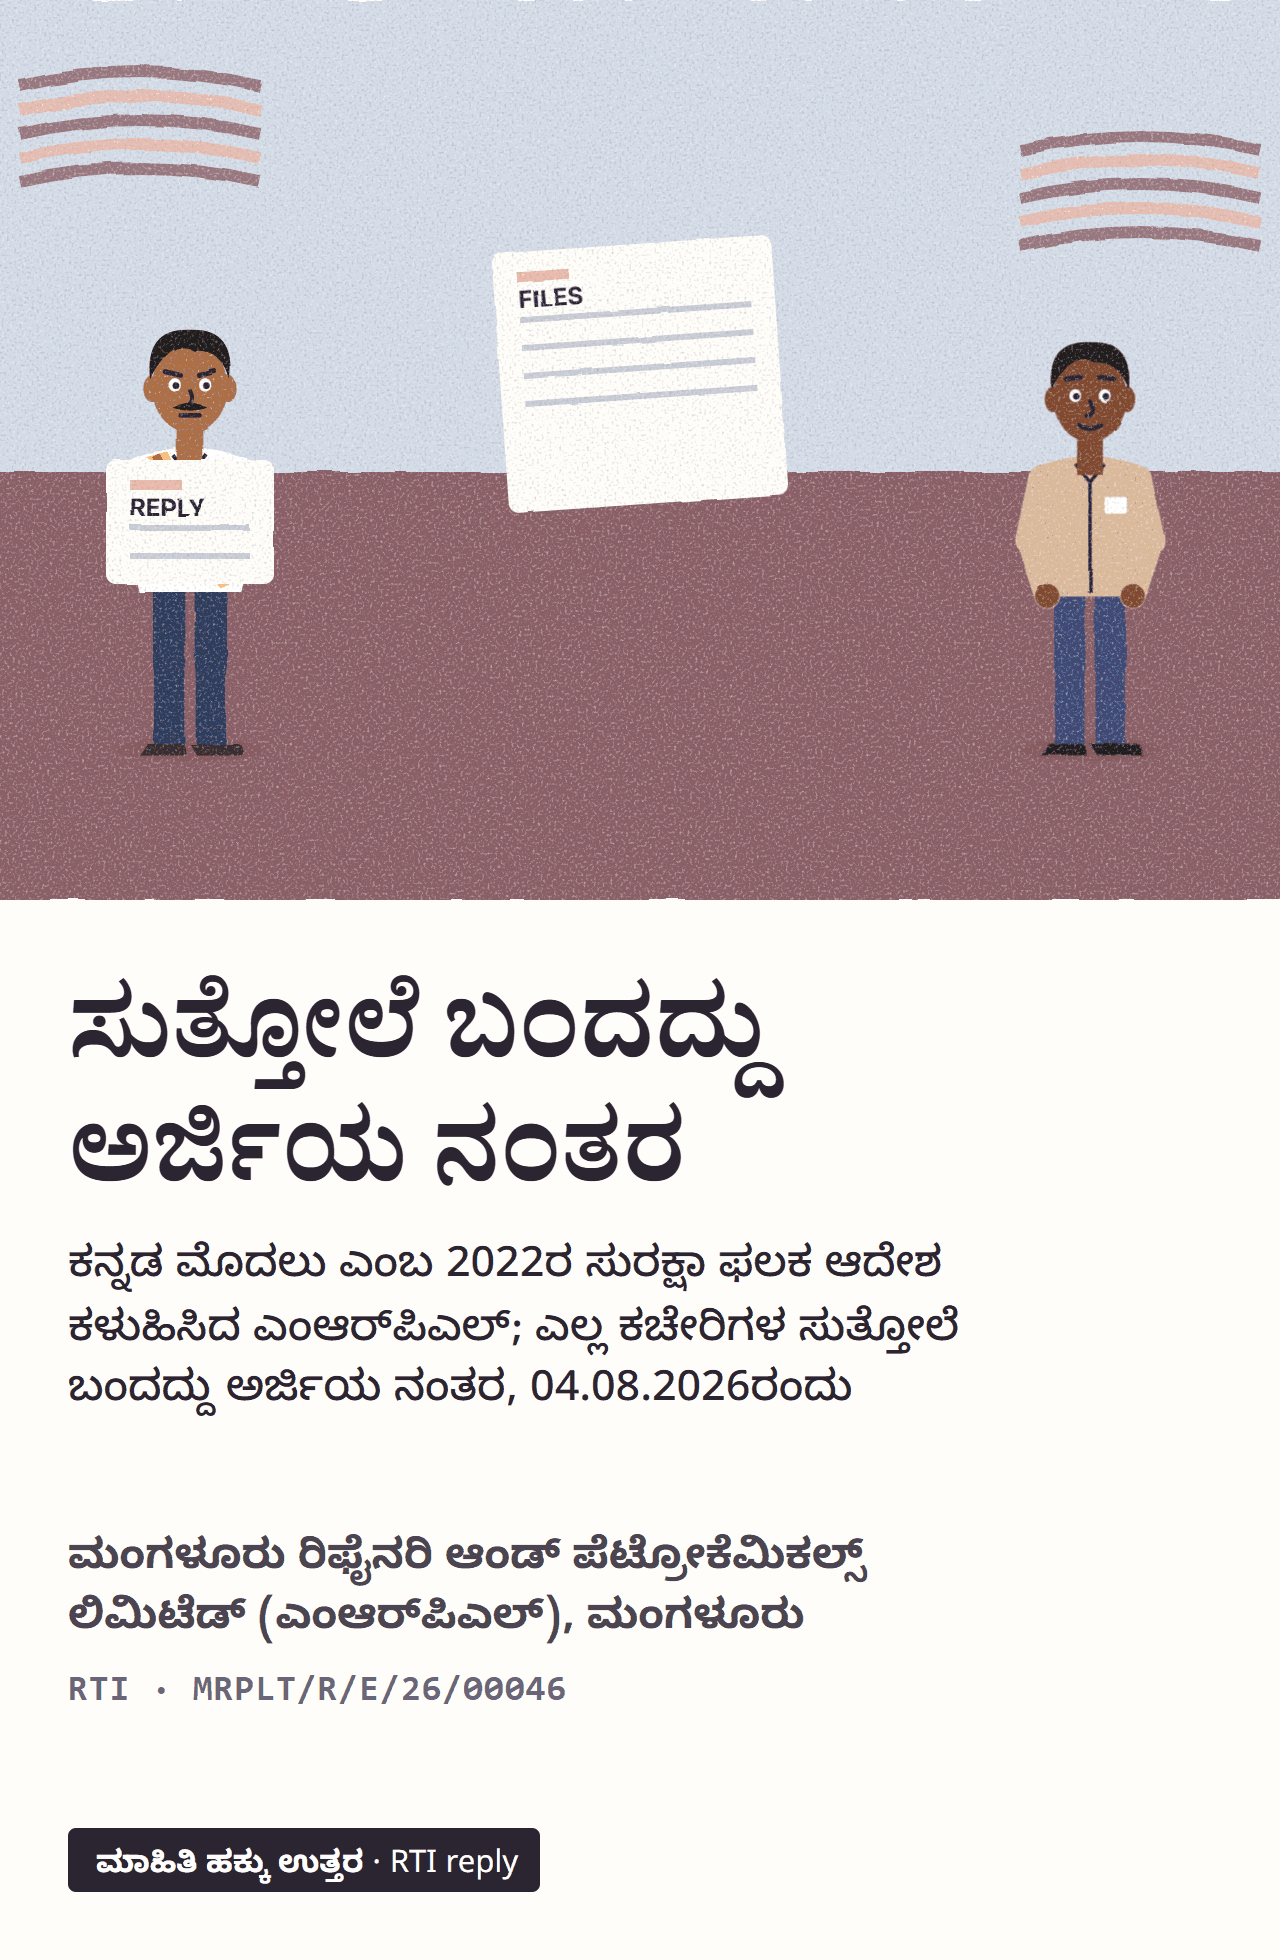 FILES
REPLY
ಸುತ್ತೋಲೆ ಬಂದದ್ದು
ಅರ್ಜಿಯ ನಂತರ
ಕನ್ನಡ ಮೊದಲು ಎಂಬ 2022ರ ಸುರಕ್ಷಾ ಫಲಕ ಆದೇಶ
ಕಳುಹಿಸಿದ ಎಂಆರ್‌ಪಿಎಲ್; ಎಲ್ಲ ಕಚೇರಿಗಳ ಸುತ್ತೋಲೆ
ಬಂದದ್ದು ಅರ್ಜಿಯ ನಂತರ, 04.08.2026ರಂದು
ಮಂಗಳೂರು ರಿಫೈನರಿ ಆಂಡ್ ಪೆಟ್ರೋಕೆಮಿಕಲ್ಸ್
ಲಿಮಿಟೆಡ್ (ಎಂಆರ್‌ಪಿಎಲ್), ಮಂಗಳೂರು
RTI · MRPLT/R/E/26/00046
ಮಾಹಿತಿ ಹಕ್ಕು ಉತ್ತರ · RTI reply